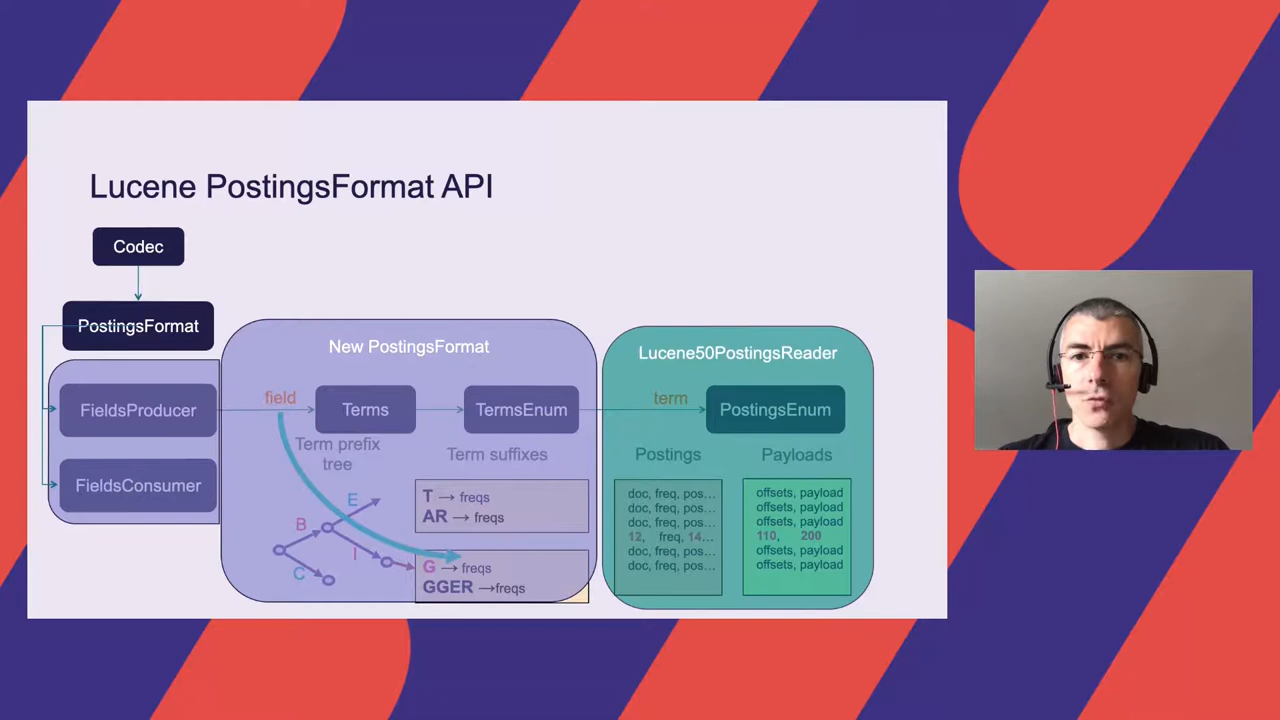 Lucene PostingsFormat API
Codec
PostingsFormat
New PostingsFormat
Lucene50PostingsReader
FieldsProducer
field
Terms
TermsEnum
term
PostingsEnum
Term prefix
tree
Term suffixes
Postings
Payloads
FieldsConsumer
E
B
I
C
T → freqs
AR → freqs
G → freqs
GGER →freqs
doc, freq, pos...
doc, freq, pos...
doc, freq, pos...
12, freq, 14...
doc, freq, pos...
doc, freq, pos...
offsets, payload
offsets, payload
offsets, payload
110, 200
offsets, payload
offsets, payload